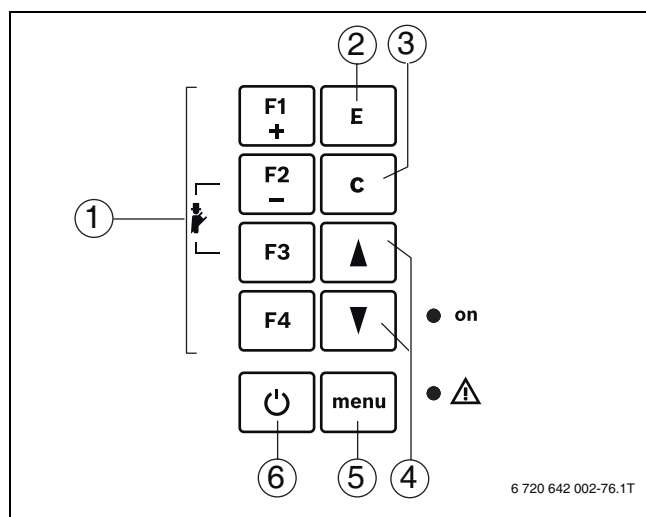 ② ③
F1 E
+
F2 C
–
①
F3 ▲
F4 ▼
● on
menu ● ⚠
⑥ ⑤ ④
6 720 642 002-76.1T